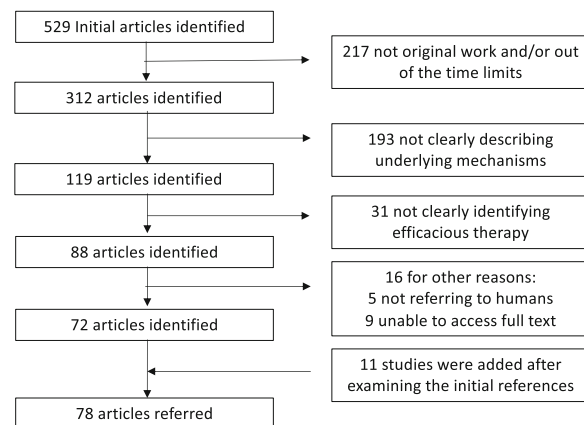 529 Initial articles identified
217 not original work and/or out
of the time limits
312 articles identified
193 not clearly describing
underlying mechanisms
119 articles identified
31 not clearly identifying
efficacious therapy
88 articles identified
16 for other reasons:
5 not referring to humans
9 unable to access full text
72 articles identified
11 studies were added after
examining the initial references
78 articles referred